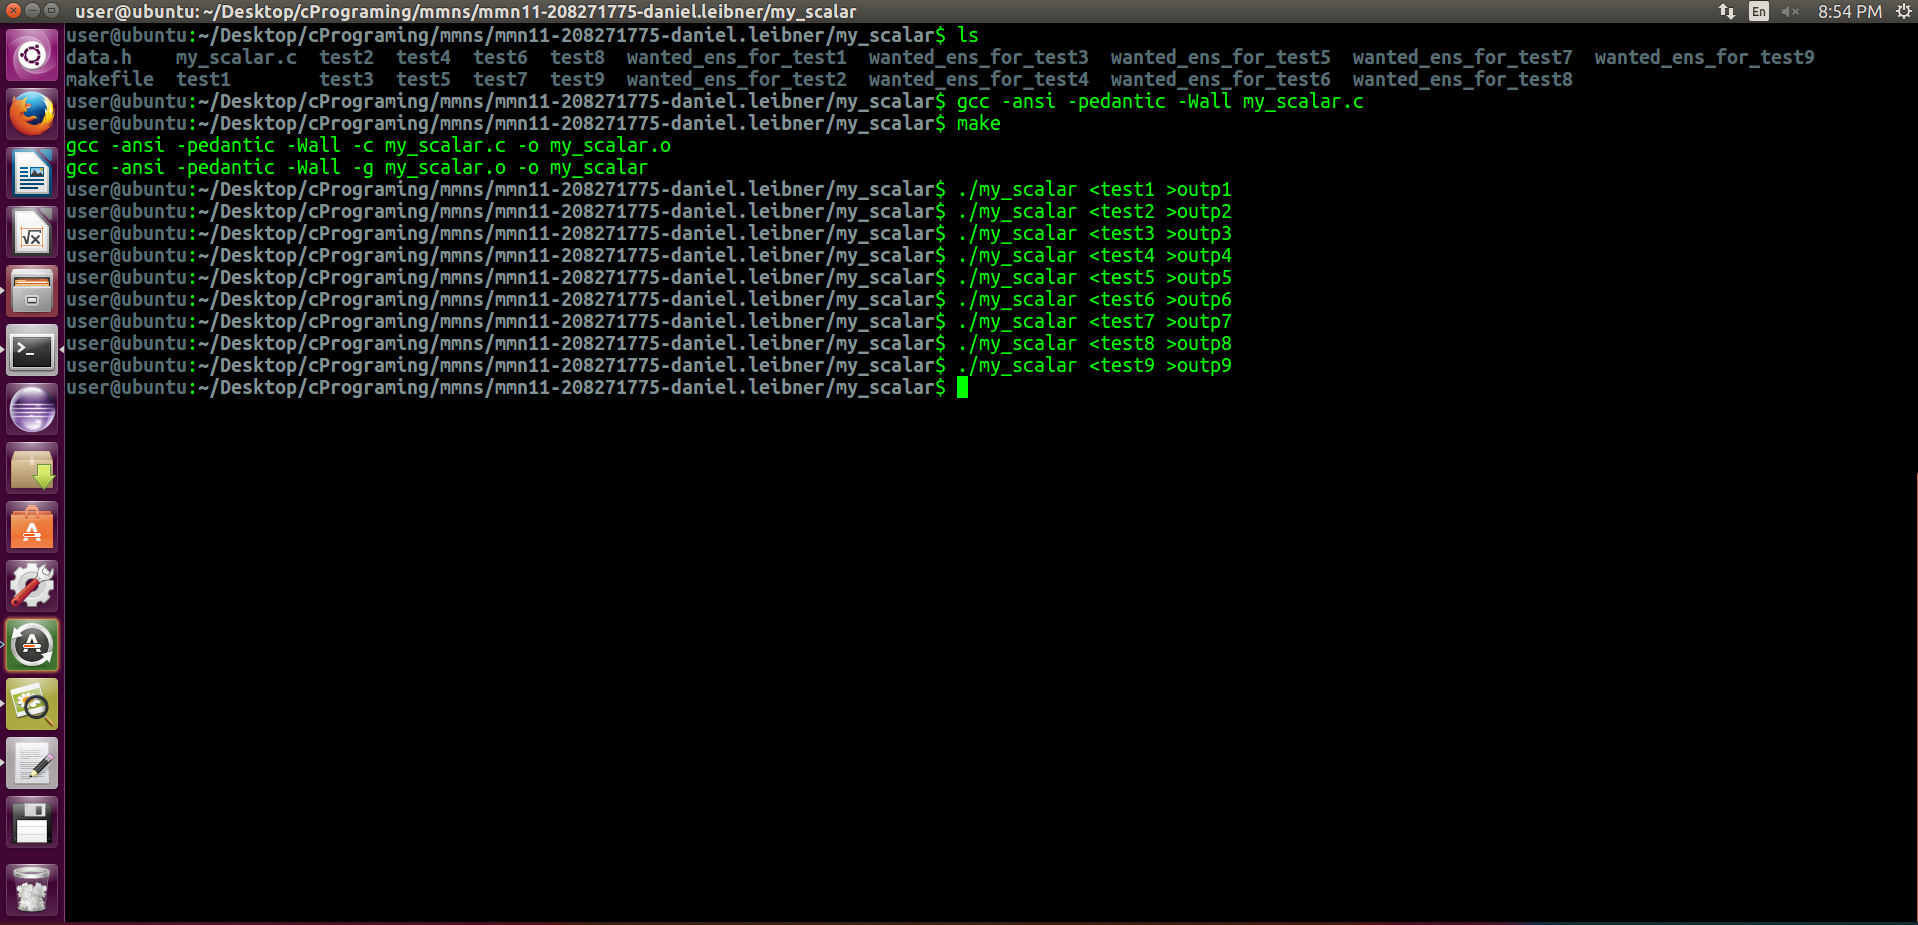 user@ubuntu: ~/Desktop/cPrograming/mmns/mmn11-208271775-daniel.leibner/my_scalar En 8:54 PM
user@ubuntu:~/Desktop/cPrograming/mmns/mmn11-208271775-daniel.leibner/my_scalar$ ls
data.h    my_scalar.c  test2  test4  test6  test8  wanted_ens_for_test1  wanted_ens_for_test3  wanted_ens_for_test5  wanted_ens_for_test7  wanted_ens_for_test9
makefile  test1        test3  test5  test7  test9  wanted_ens_for_test2  wanted_ens_for_test4  wanted_ens_for_test6  wanted_ens_for_test8
user@ubuntu:~/Desktop/cPrograming/mmns/mmn11-208271775-daniel.leibner/my_scalar$ gcc -ansi -pedantic -Wall my_scalar.c
user@ubuntu:~/Desktop/cPrograming/mmns/mmn11-208271775-daniel.leibner/my_scalar$ make
gcc -ansi -pedantic -Wall -c my_scalar.c -o my_scalar.o
gcc -ansi -pedantic -Wall -g my_scalar.o -o my_scalar
user@ubuntu:~/Desktop/cPrograming/mmns/mmn11-208271775-daniel.leibner/my_scalar$ ./my_scalar <test1 >outp1
user@ubuntu:~/Desktop/cPrograming/mmns/mmn11-208271775-daniel.leibner/my_scalar$ ./my_scalar <test2 >outp2
user@ubuntu:~/Desktop/cPrograming/mmns/mmn11-208271775-daniel.leibner/my_scalar$ ./my_scalar <test3 >outp3
user@ubuntu:~/Desktop/cPrograming/mmns/mmn11-208271775-daniel.leibner/my_scalar$ ./my_scalar <test4 >outp4
user@ubuntu:~/Desktop/cPrograming/mmns/mmn11-208271775-daniel.leibner/my_scalar$ ./my_scalar <test5 >outp5
user@ubuntu:~/Desktop/cPrograming/mmns/mmn11-208271775-daniel.leibner/my_scalar$ ./my_scalar <test6 >outp6
user@ubuntu:~/Desktop/cPrograming/mmns/mmn11-208271775-daniel.leibner/my_scalar$ ./my_scalar <test7 >outp7
user@ubuntu:~/Desktop/cPrograming/mmns/mmn11-208271775-daniel.leibner/my_scalar$ ./my_scalar <test8 >outp8
user@ubuntu:~/Desktop/cPrograming/mmns/mmn11-208271775-daniel.leibner/my_scalar$ ./my_scalar <test9 >outp9
user@ubuntu:~/Desktop/cPrograming/mmns/mmn11-208271775-daniel.leibner/my_scalar$